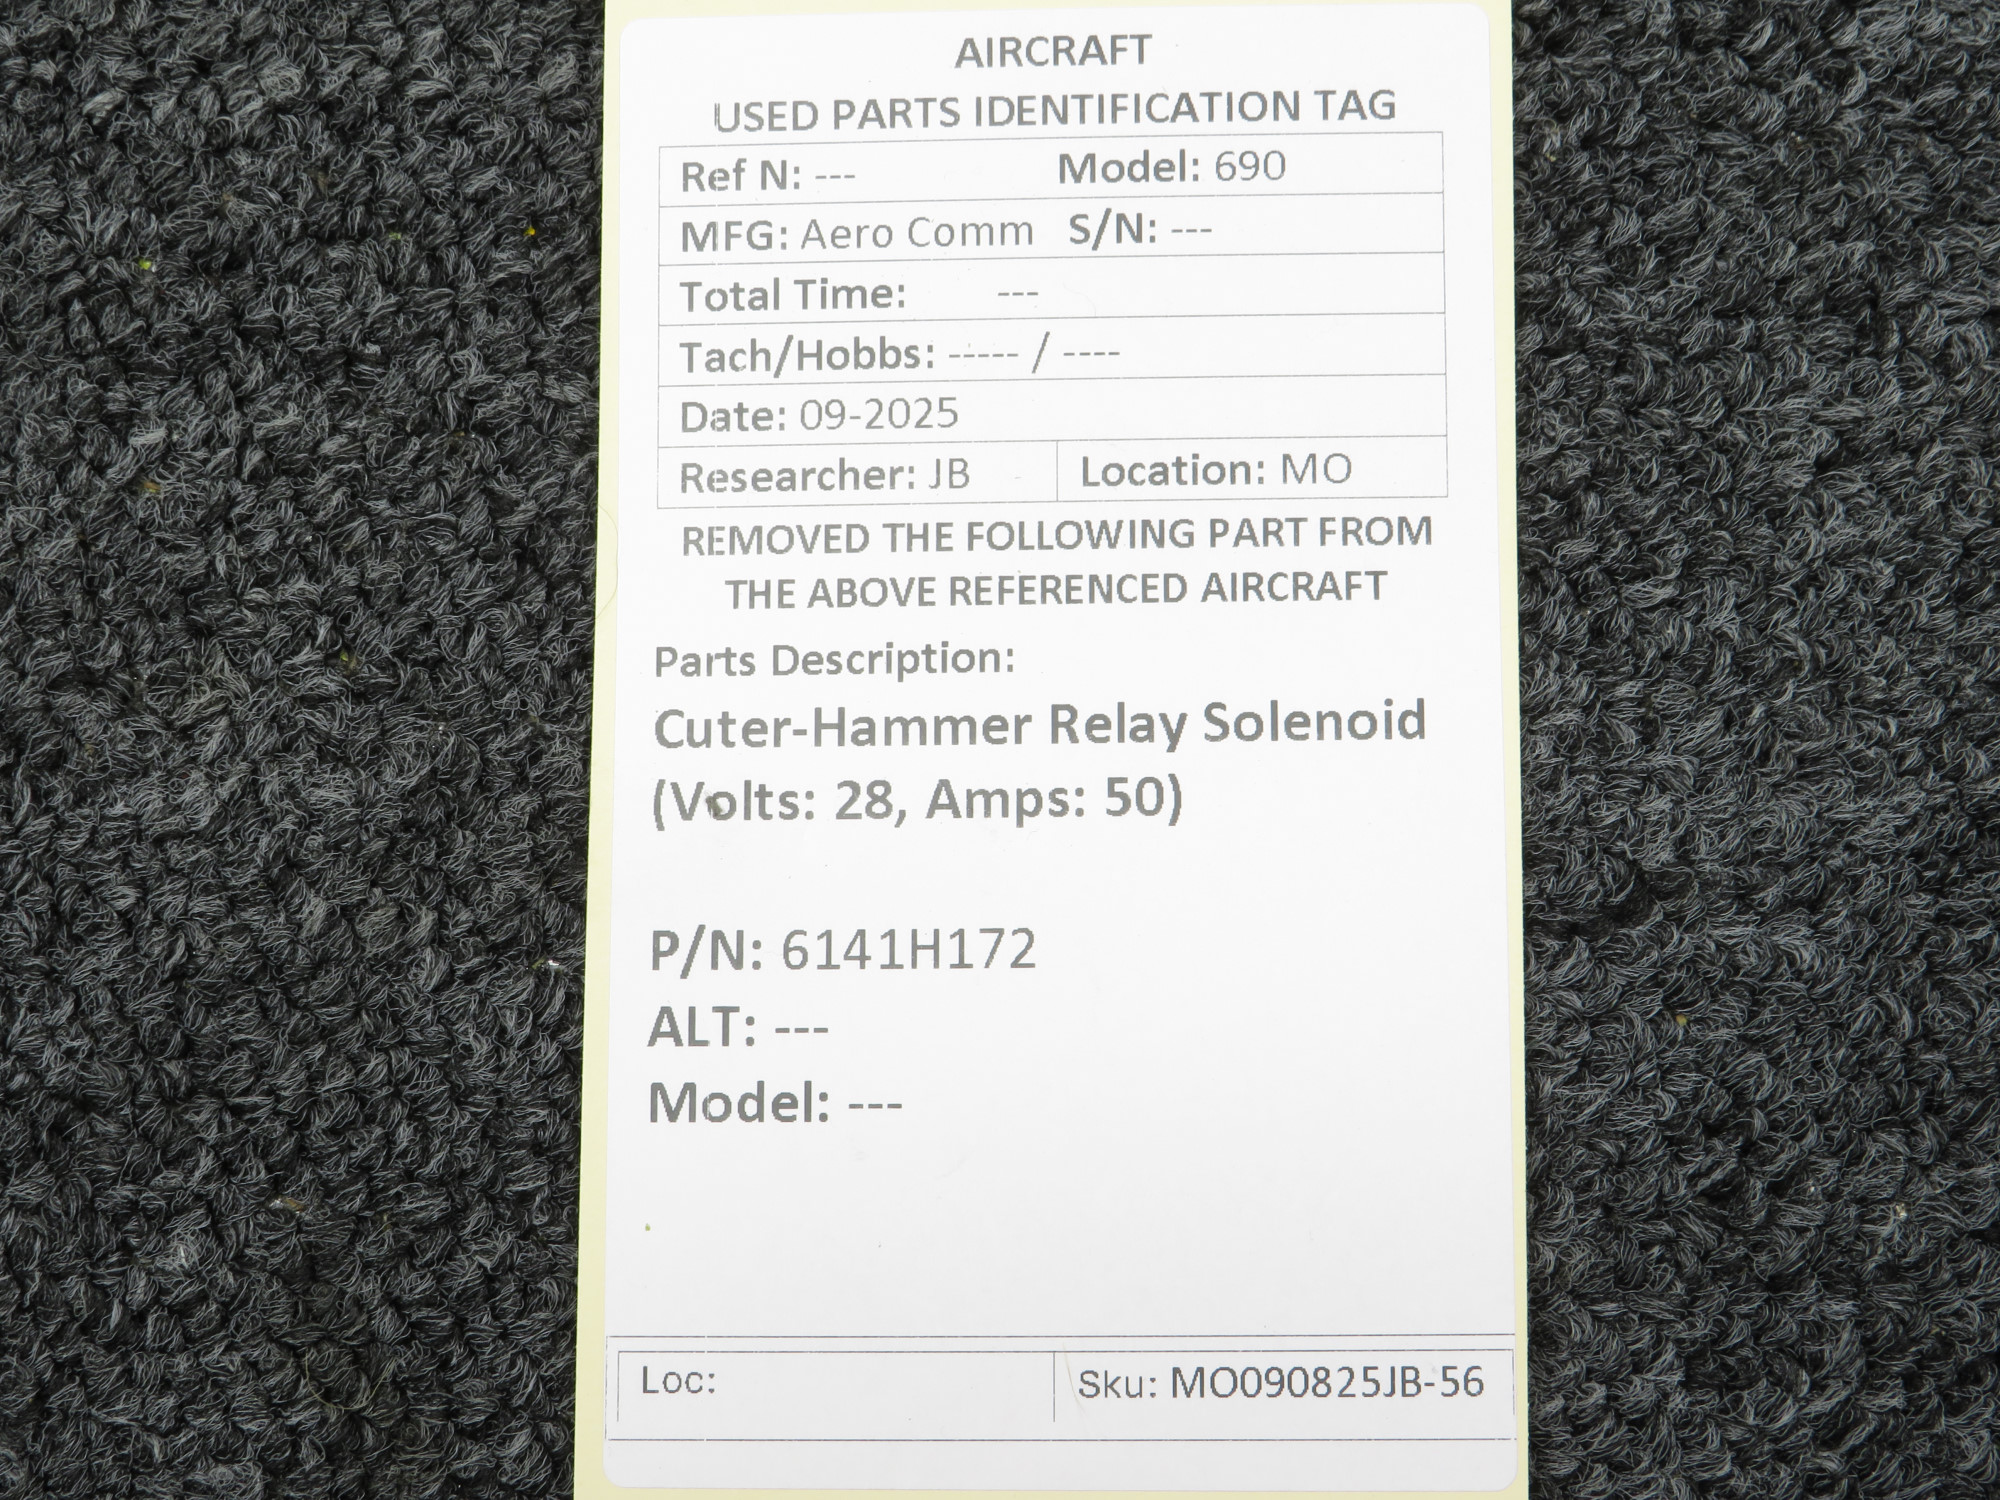 AIRCRAFT
USED PARTS IDENTIFICATION TAG
Ref N: --- Model: 690
MFG: Aero Comm S/N: ---
Total Time: ---
Tach/Hobbs: ----- / ----
Date: 09-2025
Researcher: JB Location: MO
REMOVED THE FOLLOWING PART FROM
THE ABOVE REFERENCED AIRCRAFT
Parts Description:
Cuter-Hammer Relay Solenoid
(Volts: 28, Amps: 50)
P/N: 6141H172
ALT: ---
Model: ---
Loc: Sku: MO090825JB-56